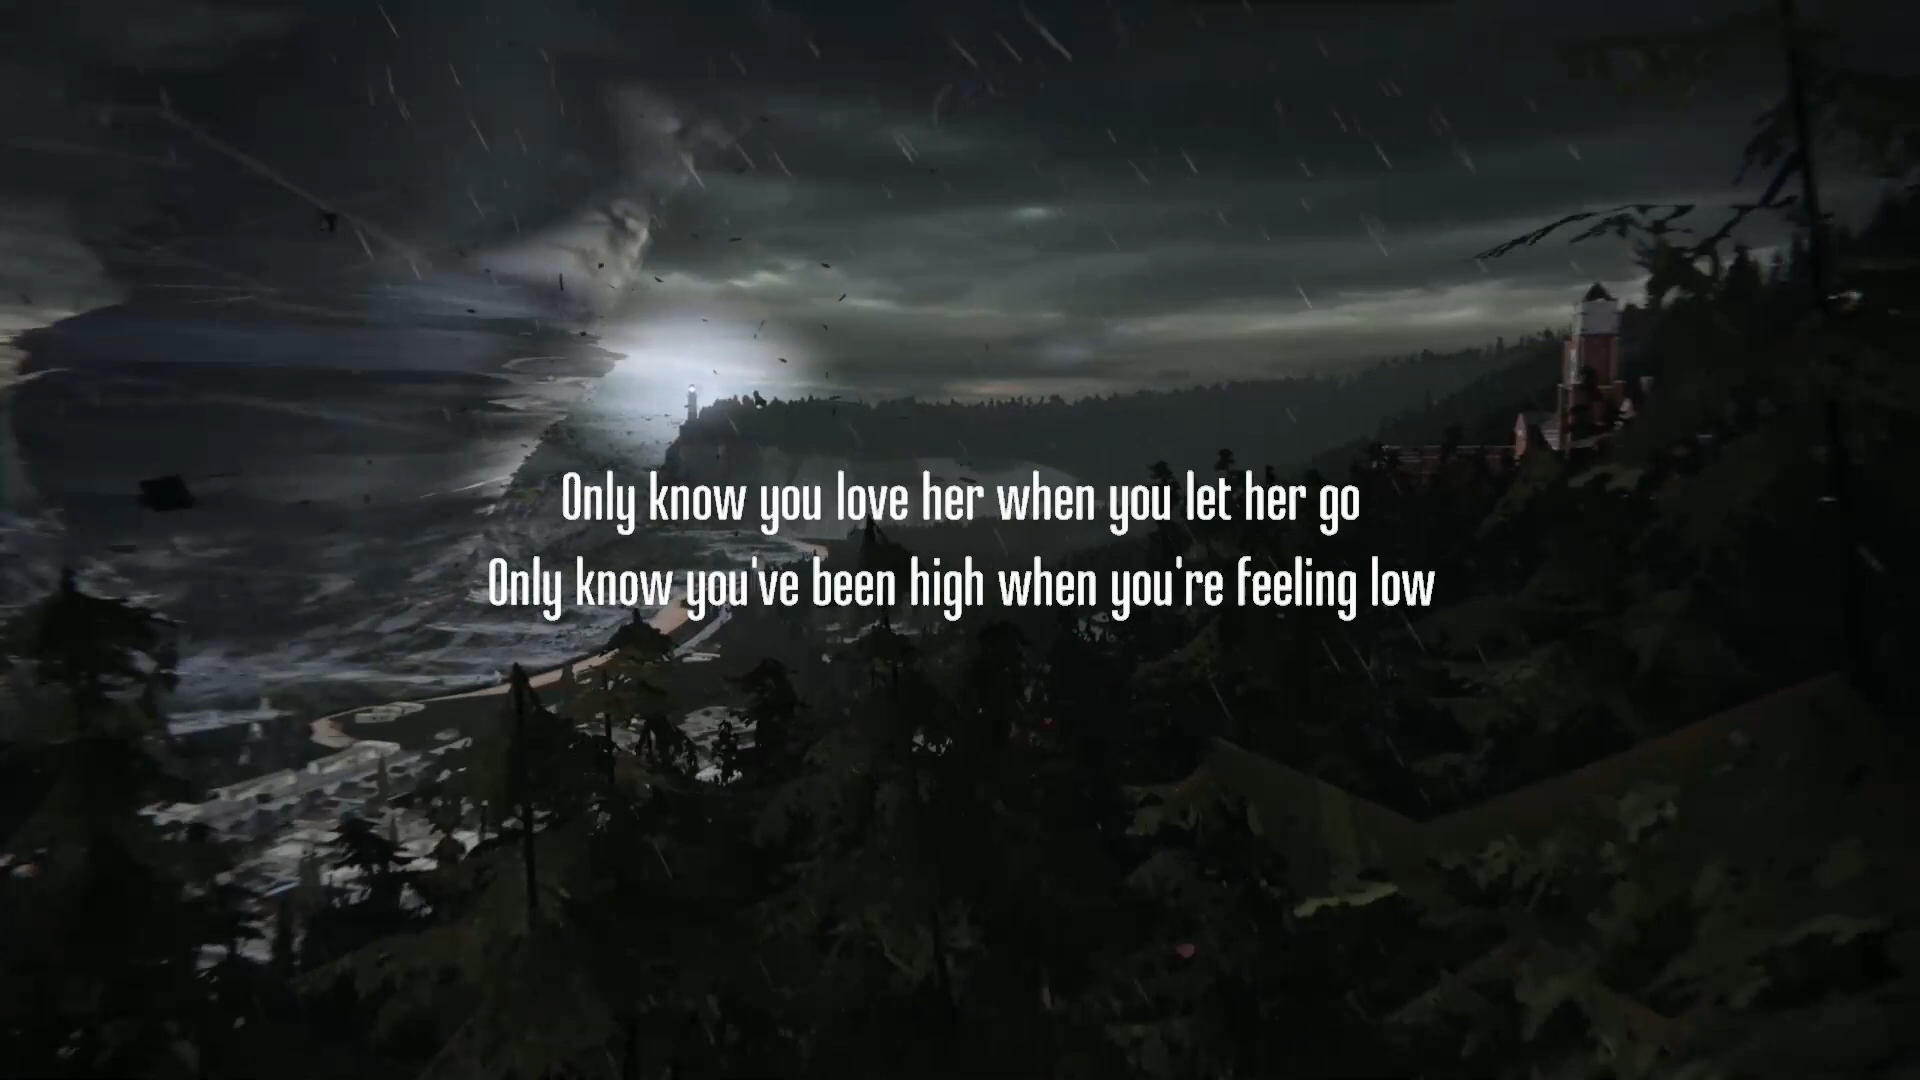 Only know you love her when you let her go
Only know you've been high when you're feeling low